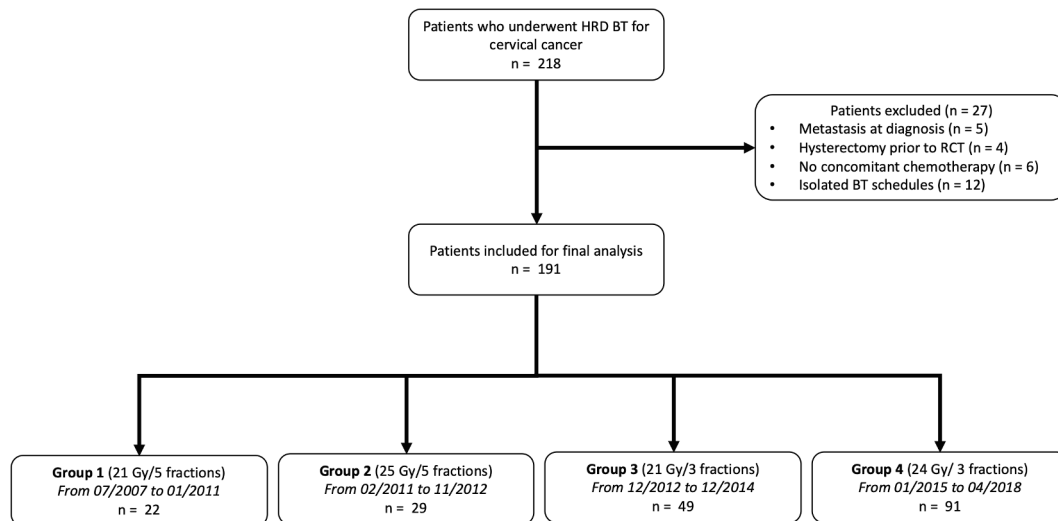 Patients who underwent HRD BT for
cervical cancer
n = 218
Patients excluded (n = 27)
• Metastasis at diagnosis (n = 5)
• Hysterectomy prior to RCT (n = 4)
• No concomitant chemotherapy (n = 6)
• Isolated BT schedules (n = 12)
Patients included for final analysis
n = 191
Group 1 (21 Gy/5 fractions)
From 07/2007 to 01/2011
n = 22
Group 2 (25 Gy/5 fractions)
From 02/2011 to 11/2012
n = 29
Group 3 (21 Gy/3 fractions)
From 12/2012 to 12/2014
n = 49
Group 4 (24 Gy/ 3 fractions)
From 01/2015 to 04/2018
n = 91